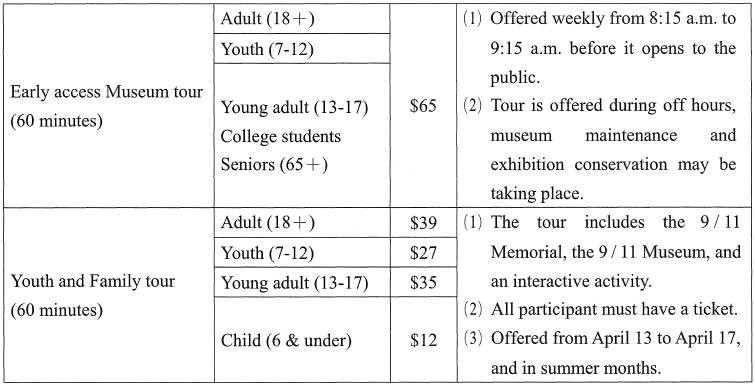 Early access Museum tour
(60 minutes)
Adult (18+)
Youth (7-12)
Young adult (13-17)
College students
Seniors (65+)
$65
(1) Offered weekly from 8:15 a.m. to
9:15 a.m. before it opens to the
public.
(2) Tour is offered during off hours,
museum maintenance and
exhibition conservation may be
taking place.
Youth and Family tour
(60 minutes)
Adult (18+) $39
Youth (7-12) $27
Young adult (13-17) $35
Child (6 & under) $12
(1) The tour includes the 9/11
Memorial, the 9/11 Museum, and
an interactive activity.
(2) All participant must have a ticket.
(3) Offered from April 13 to April 17,
and in summer months.